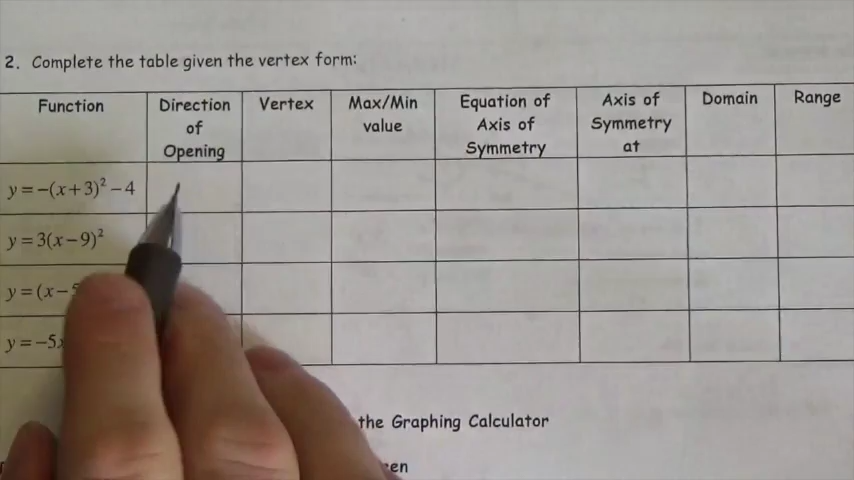 2. Complete the table given the vertex form:
Function Direction of Opening Vertex Max/Min value Equation of Axis of Symmetry Axis of Symmetry at Domain Range
y = −(x+3)² − 4
y = 3(x−9)²
y = (x−
y = −5
the Graphing Calculator